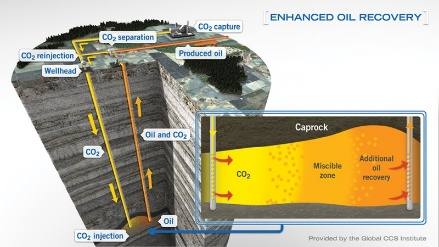 [ENHANCED OIL RECOVERY]
CO₂ capture
CO₂ separation
Produced oil
CO₂ reinjection
Wellhead
Oil and CO₂
CO₂
Oil
CO₂ injection
Caprock
CO₂
Miscible
zone
Additional
oil
recovery
Provided by the Global CCS Institute